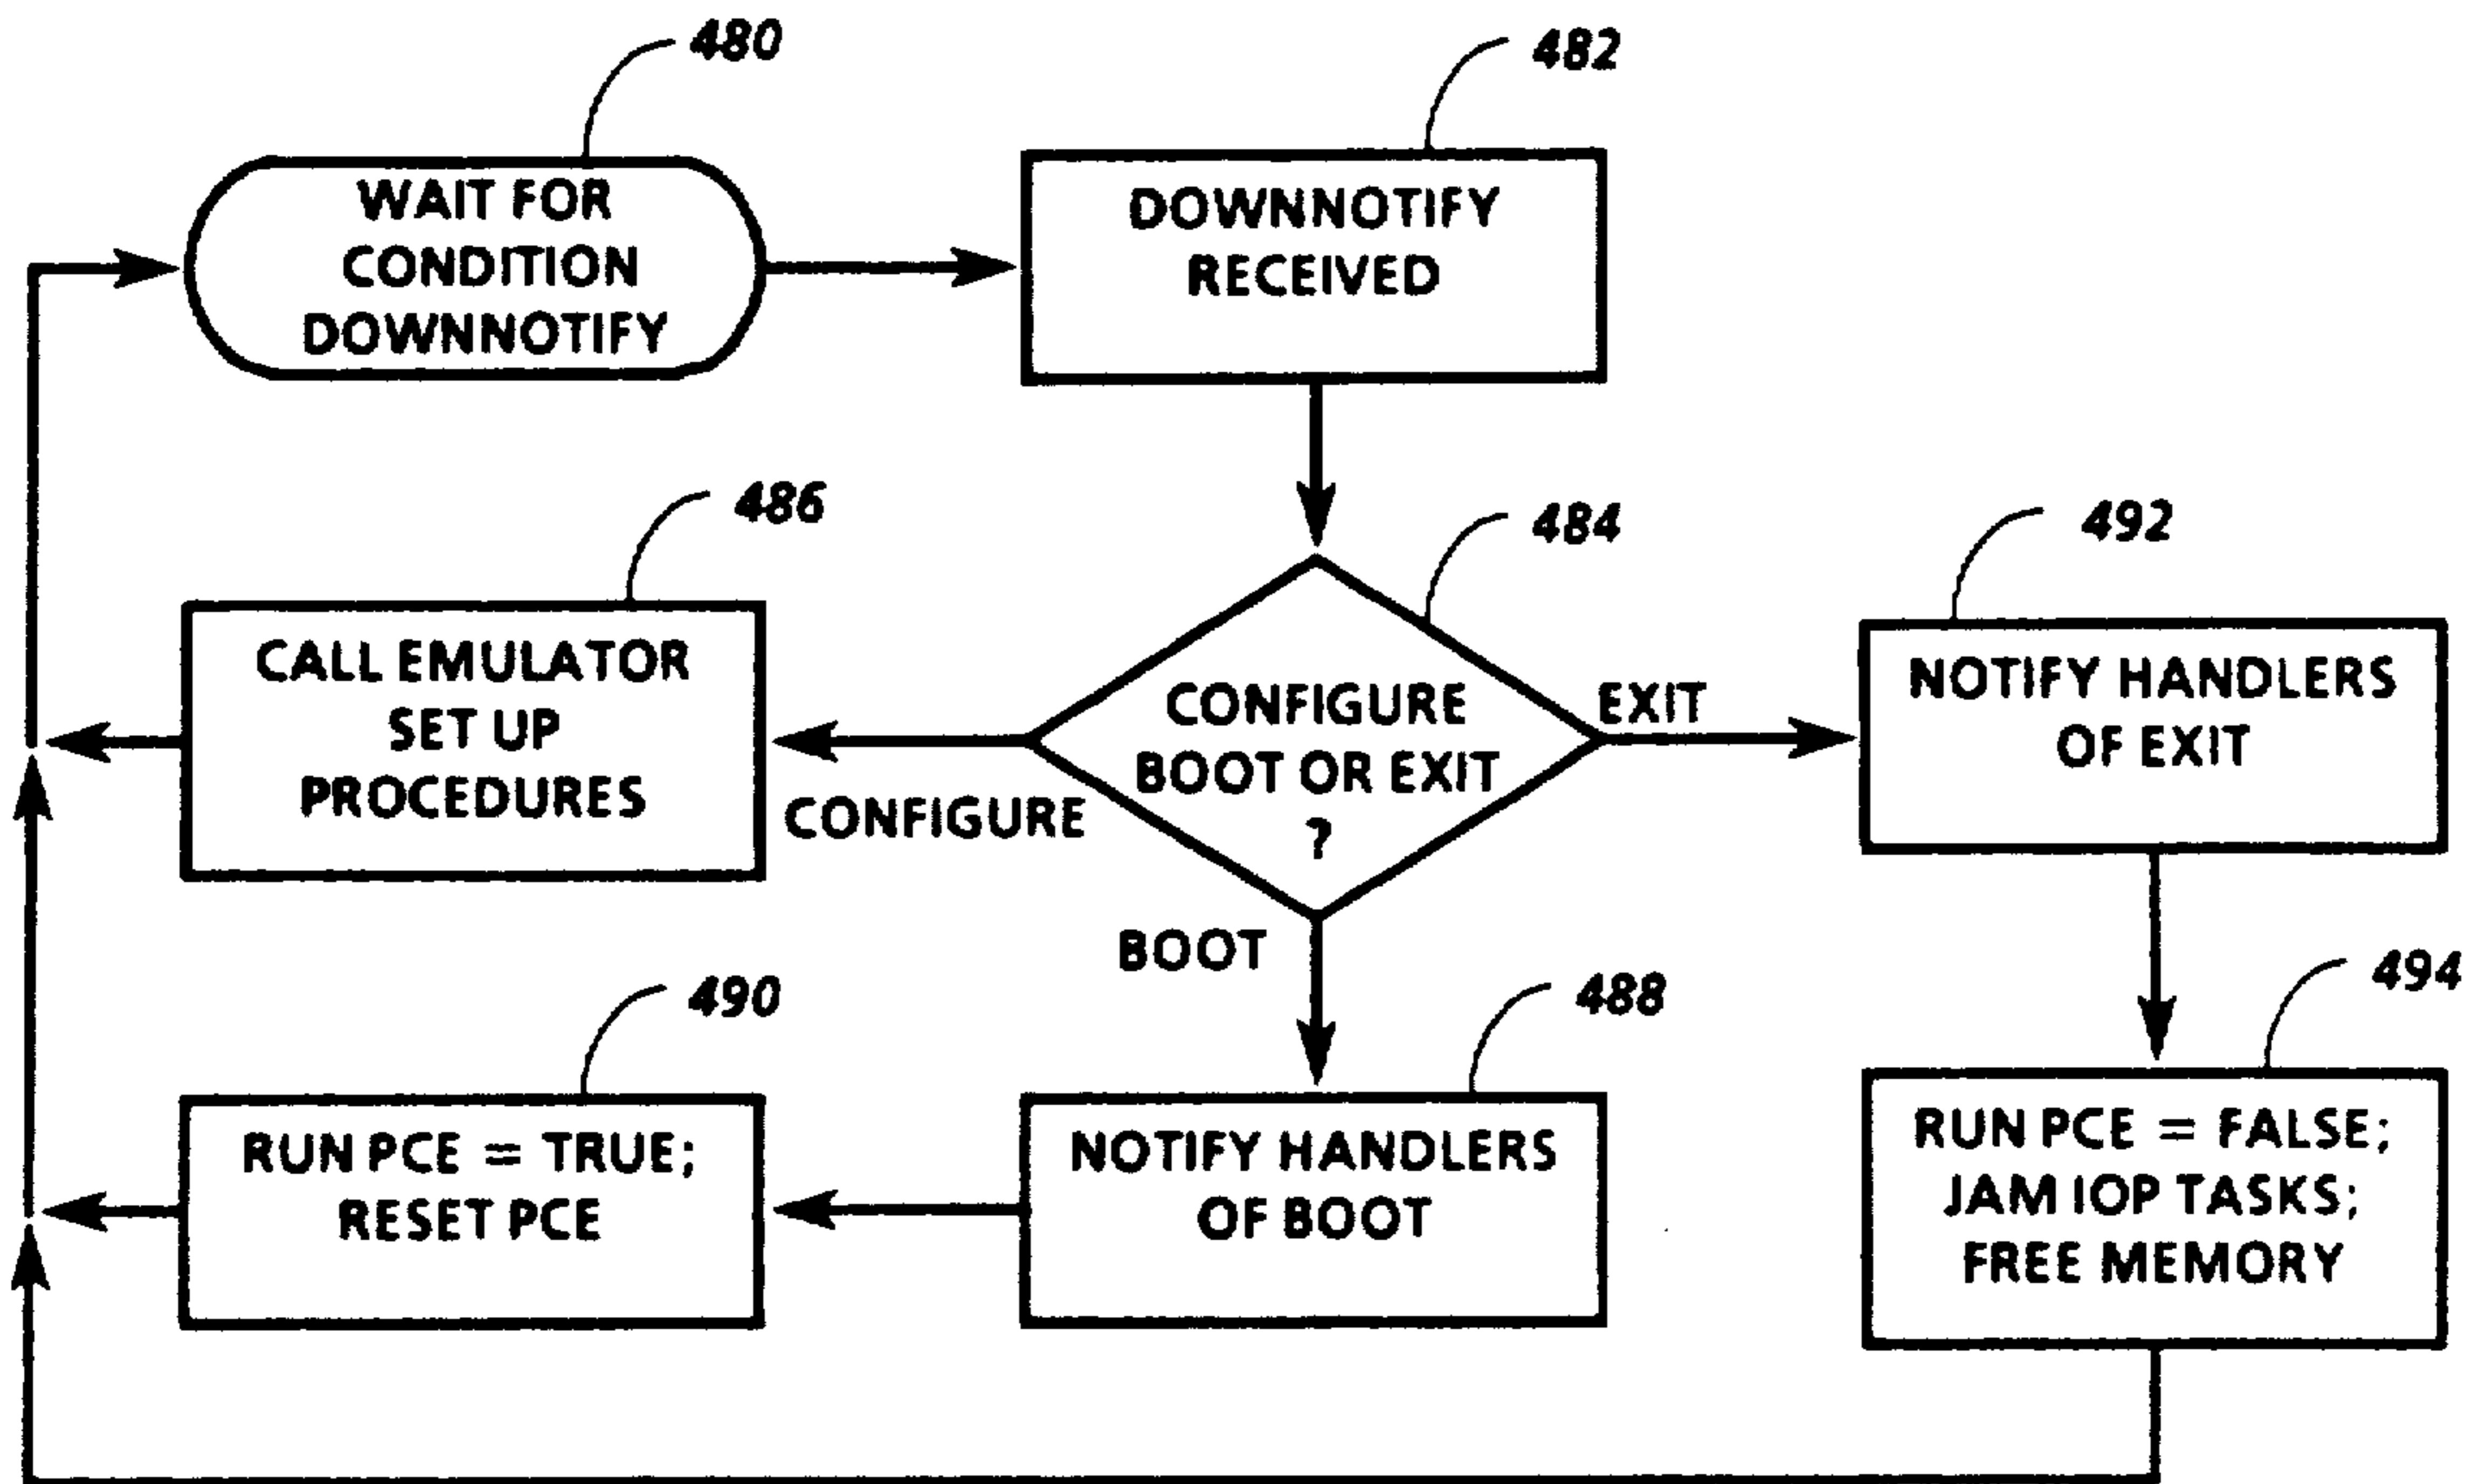 480
WAIT FOR
CONDITION
DOWNNOTIFY
482
DOWNNOTIFY
RECEIVED
486
CALL EMULATOR
SET UP
PROCEDURES
484
CONFIGURE
BOOT OR EXIT
?
CONFIGURE
EXIT
BOOT
492
NOTIFY HANDLERS
OF EXIT
490
RUN PCE = TRUE;
RESET PCE
488
NOTIFY HANDLERS
OF BOOT
494
RUN PCE = FALSE;
JAM IOP TASKS;
FREE MEMORY